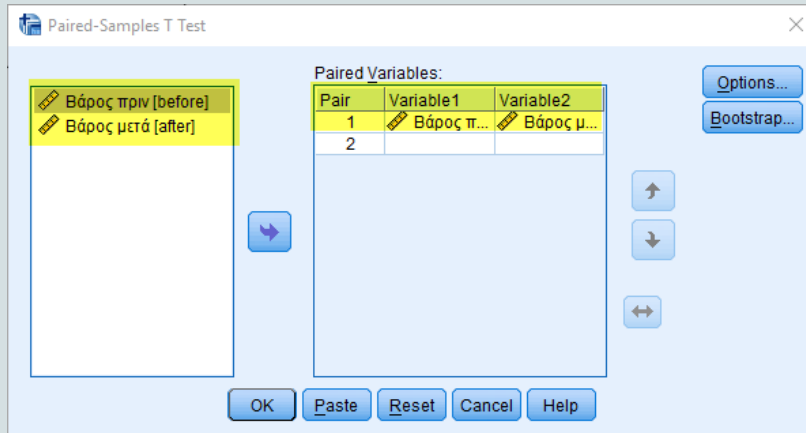 Paired-Samples T Test
Βάρος πριν [before]
Βάρος μετά [after]
Paired Variables:
Pair Variable1 Variable2
1 Βάρος π... Βάρος μ...
2
Options...
Bootstrap...
OK Paste Reset Cancel Help